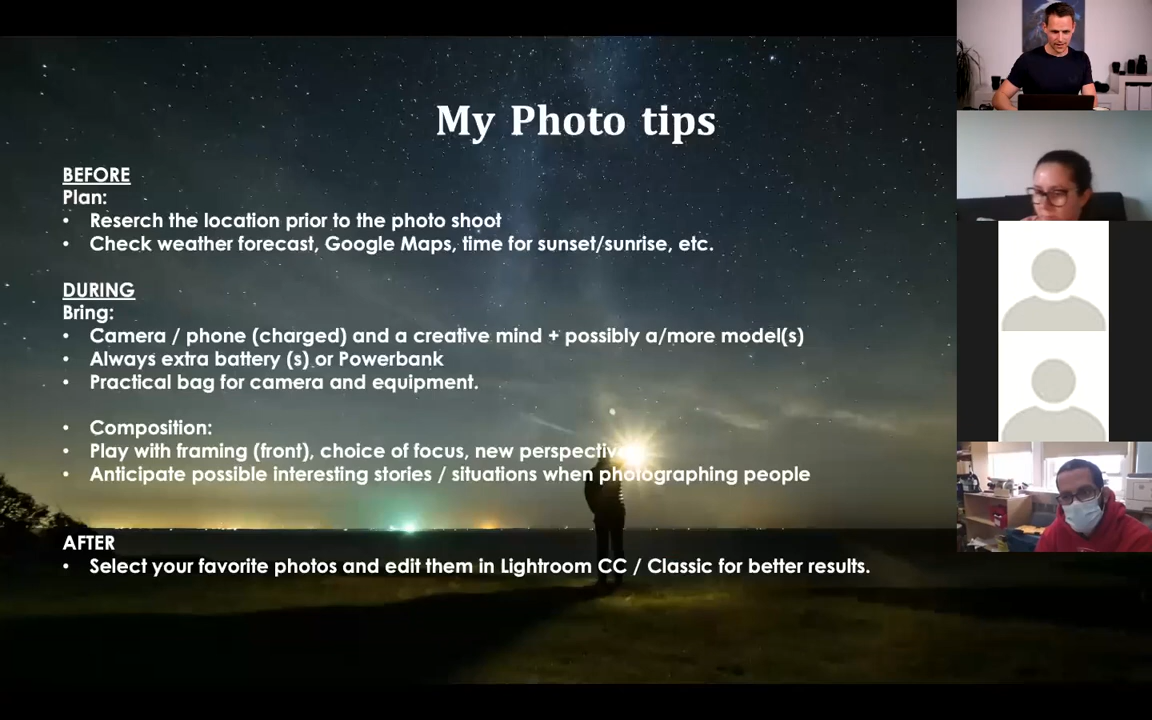 My Photo tips
BEFORE
Plan:
• Reserch the location prior to the photo shoot
• Check weather forecast, Google Maps, time for sunset/sunrise, etc.
DURING
Bring:
• Camera / phone (charged) and a creative mind + possibly a/more model(s)
• Always extra battery (s) or Powerbank
• Practical bag for camera and equipment.
• Composition:
• Play with framing (front), choice of focus, new
• Anticipate possible interesting stories / situations when photographing people
AFTER
• Select your favorite photos and edit them in Lightroom CC / Classic for better results.